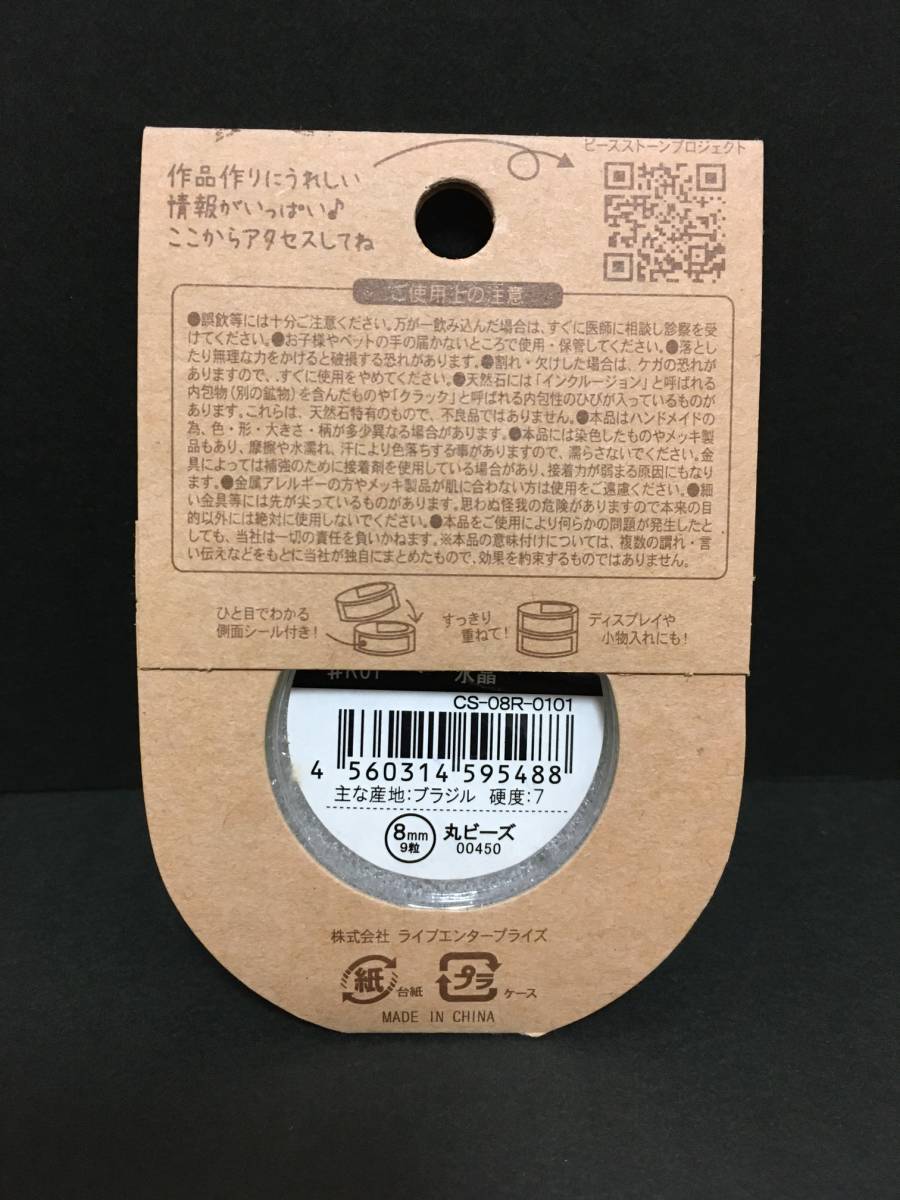 ピースストーンプロジェクト
作品作りにうれしい
情報がいっぱい♪
ここからアクセスしてね
ご使用上の注意
●誤飲等には十分ご注意ください。万が一飲み込んだ場合は、すぐに医師に相談し診察を受
けてください。●お子様やペットの手の届かないところで使用・保管してください。●落とし
たり無理な力をかけると破損する恐れがあります。●割れ・欠けした場合は、ケガの恐れが
ありますので、.すぐに使用をやめてください。●天然石には「インクルージョン」と呼ばれる
内包物(別の鉱物)を含んだものや「クラック」と呼ばれる内包性のひびが入っているものが
あります。これらは、天然石特有のもので、不良品ではありません。●本品はハンドメイドの
為、色・形・大きさ・柄が多少異なる場合があります。●本品には染色したものやメッキ製
品もあり、摩擦や水濡れ、汗により色落ちする事がありますので、濡らさないでください。金
具によっては補強のために接着剤を使用している場合があり、接着力が弱まる原因にもなり
ます。●金属アレルギーの方やメッキ製品が肌に合わない方は使用をご遠慮ください。●細
い金具等には先が尖っているものがあります。思わぬ怪我の危険がありますので本来の目
的以外には絶対に使用しないでください。●本品をご使用により何らかの問題が発生したと
しても、当社は一切の責任を負いかねます。※本品の意味付けについては、複数の謂れ・言
い伝えなどをもとに当社が独自にまとめたもので、効果を約束するものではありません。
ひと目でわかる
側面シール付き!
すっきり
重ねて!
ディスプレイや
小物入れにも!
#R01 水晶
CS-08R-0101
4 560314 595488
主な産地:ブラジル 硬度:7
8mm
9粒
丸ビーズ
00450
株式会社 ライブエンタープライズ
紙 台紙 プラ ケース
MADE IN CHINA